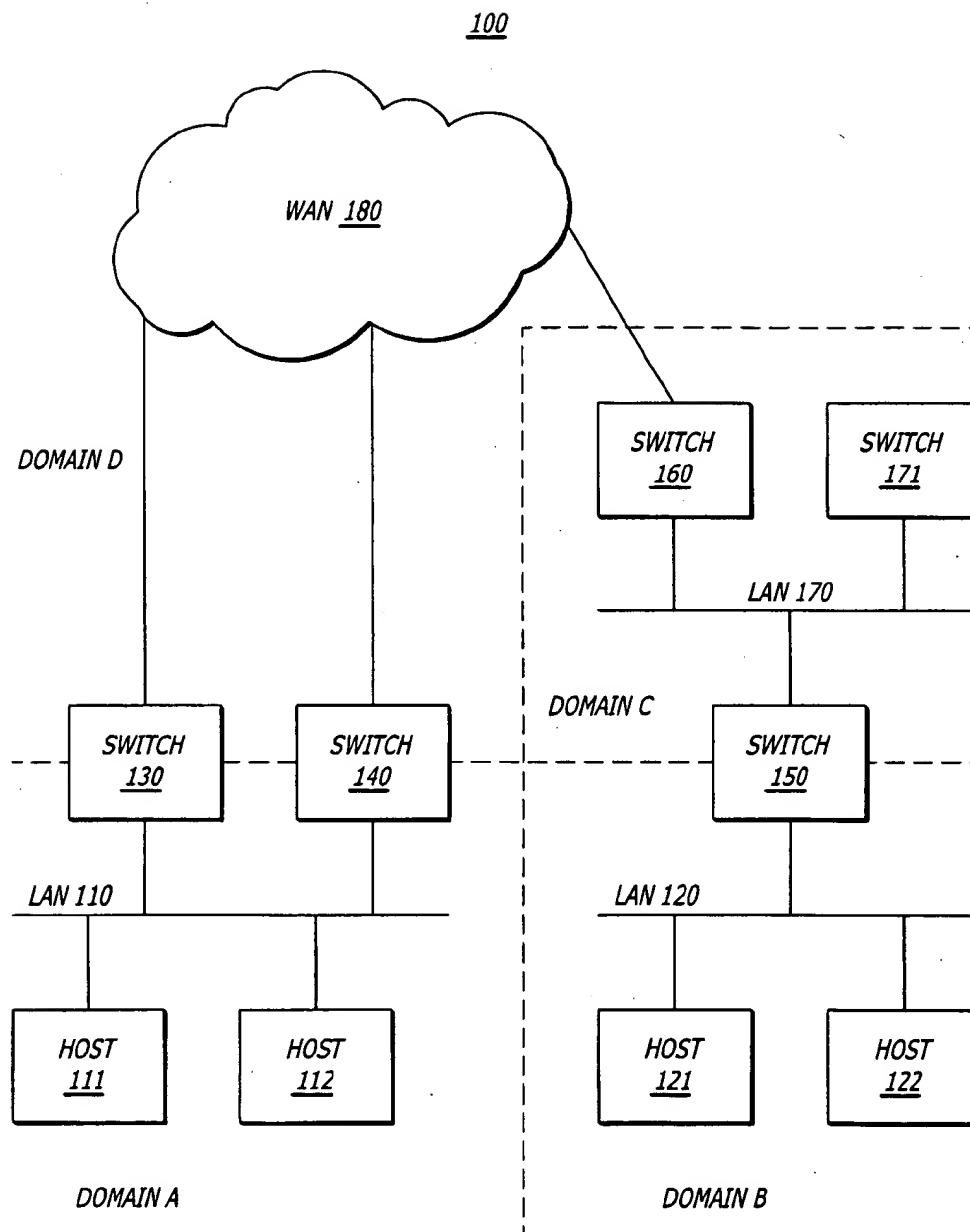 100
WAN 180
DOMAIN D
SWITCH
160
SWITCH
171
LAN 170
DOMAIN C
SWITCH
130
SWITCH
140
SWITCH
150
LAN 110
LAN 120
HOST
111
HOST
112
HOST
121
HOST
122
DOMAIN A
DOMAIN B